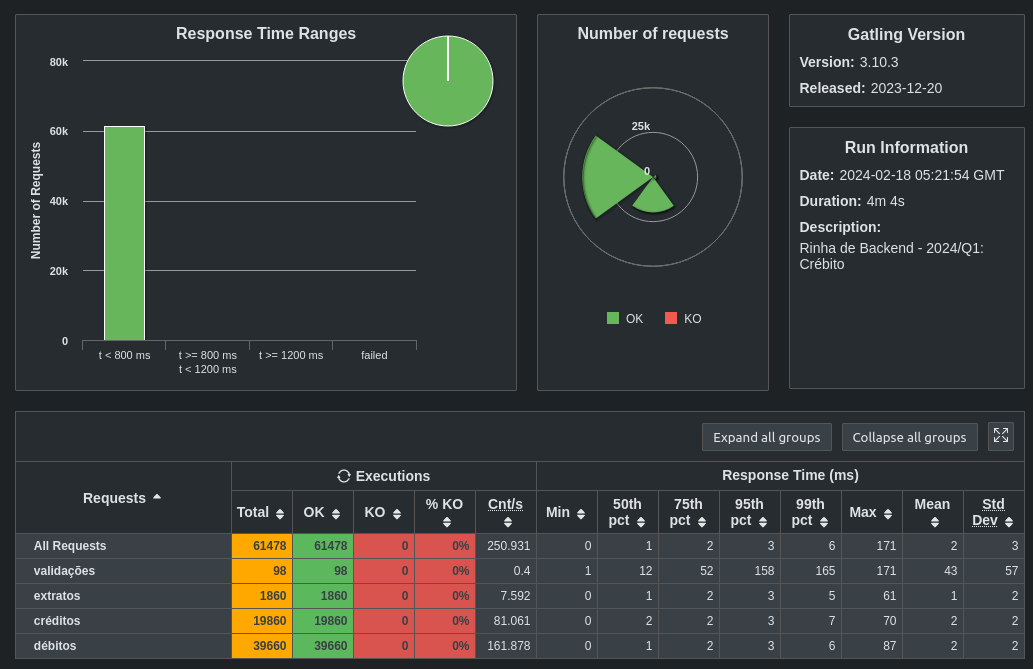 Response Time Ranges
80k
60k
40k
20k
0
Number of Requests
t < 800 ms
t >= 800 ms
t < 1200 ms
t >= 1200 ms
failed
Number of requests
25k
0
OK
KO
Gatling Version
Version: 3.10.3
Released: 2023-12-20
Run Information
Date: 2024-02-18 05:21:54 GMT
Duration: 4m 4s
Description:
Rinha de Backend - 2024/Q1:
Crébito
Expand all groups Collapse all groups
Requests Executions Response Time (ms)
Total OK KO % KO Cnt/s Min 50th pct 75th pct 95th pct 99th pct Max Mean Std Dev
All Requests 61478 61478 0 0% 250.931 0 1 2 3 6 171 2 3
validações 98 98 0 0% 0.4 1 12 52 158 165 171 43 57
extratos 1860 1860 0 0% 7.592 0 1 2 3 5 61 1 2
créditos 19860 19860 0 0% 81.061 0 2 2 3 7 70 2 2
débitos 39660 39660 0 0% 161.878 0 1 2 3 6 87 2 2